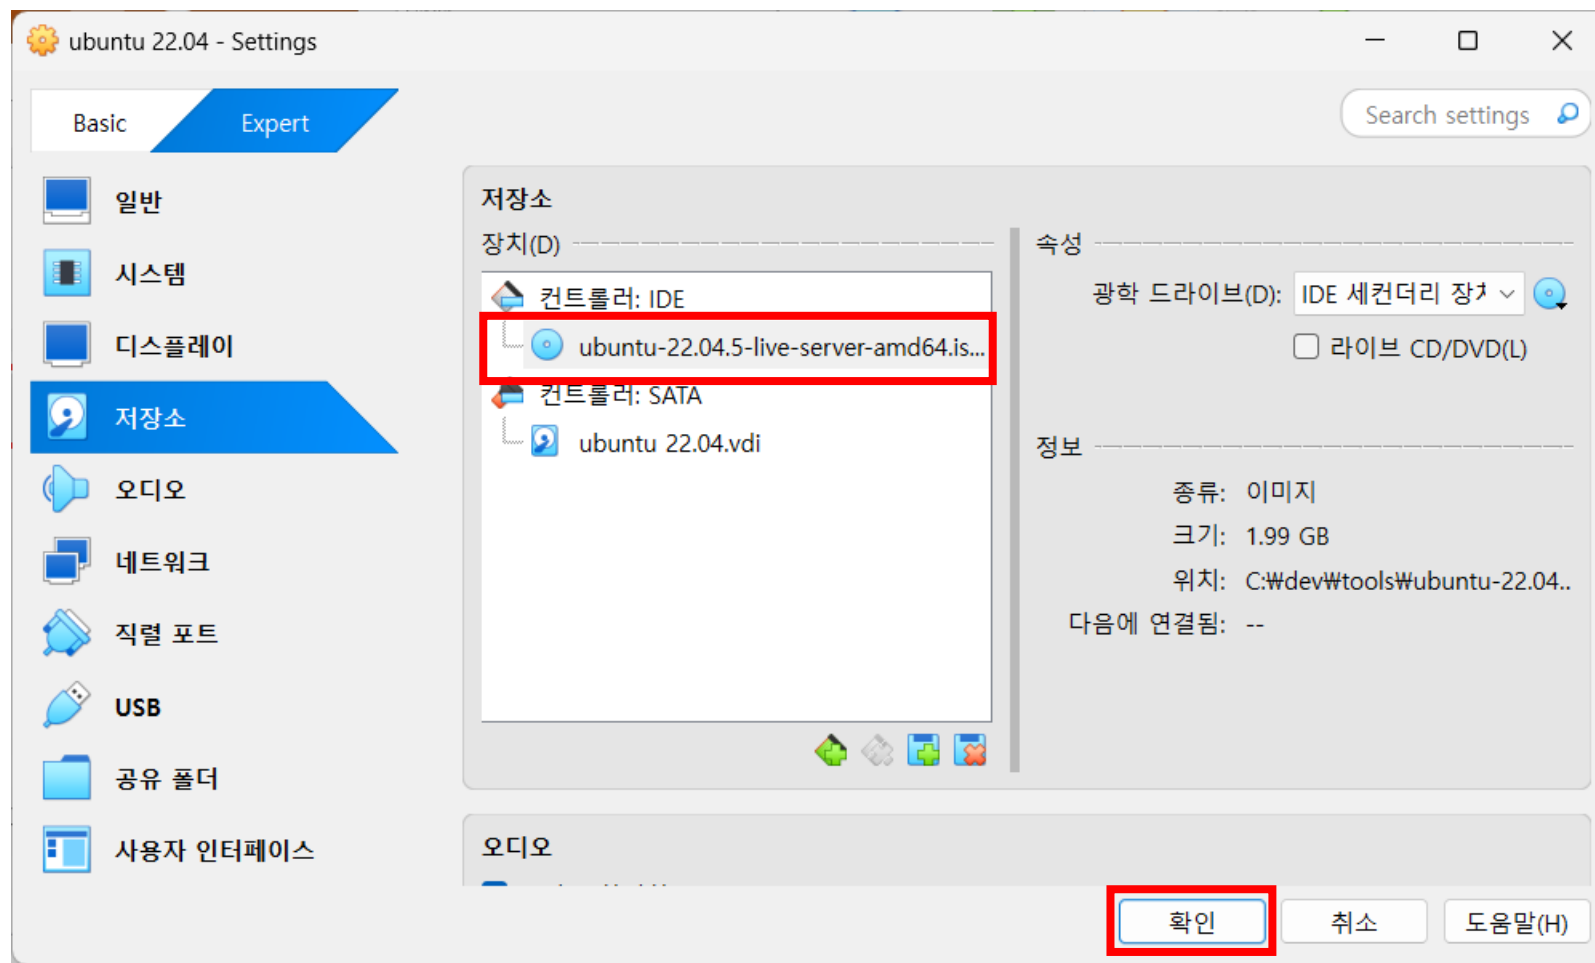 ubuntu 22.04 - Settings
Basic
Expert
Search settings
일반
시스템
디스플레이
저장소
오디오
네트워크
직렬 포트
USB
공유 폴더
사용자 인터페이스
저장소
장치(D)
컨트롤러: IDE
ubuntu-22.04.5-live-server-amd64.is...
컨트롤러: SATA
ubuntu 22.04.vdi
속성
광학 드라이브(D): IDE 세컨더리 장치
라이브 CD/DVD(L)
정보
종류: 이미지
크기: 1.99 GB
위치: C:₩dev₩tools₩ubuntu-22.04..
다음에 연결됨: --
오디오
확인
취소
도움말(H)